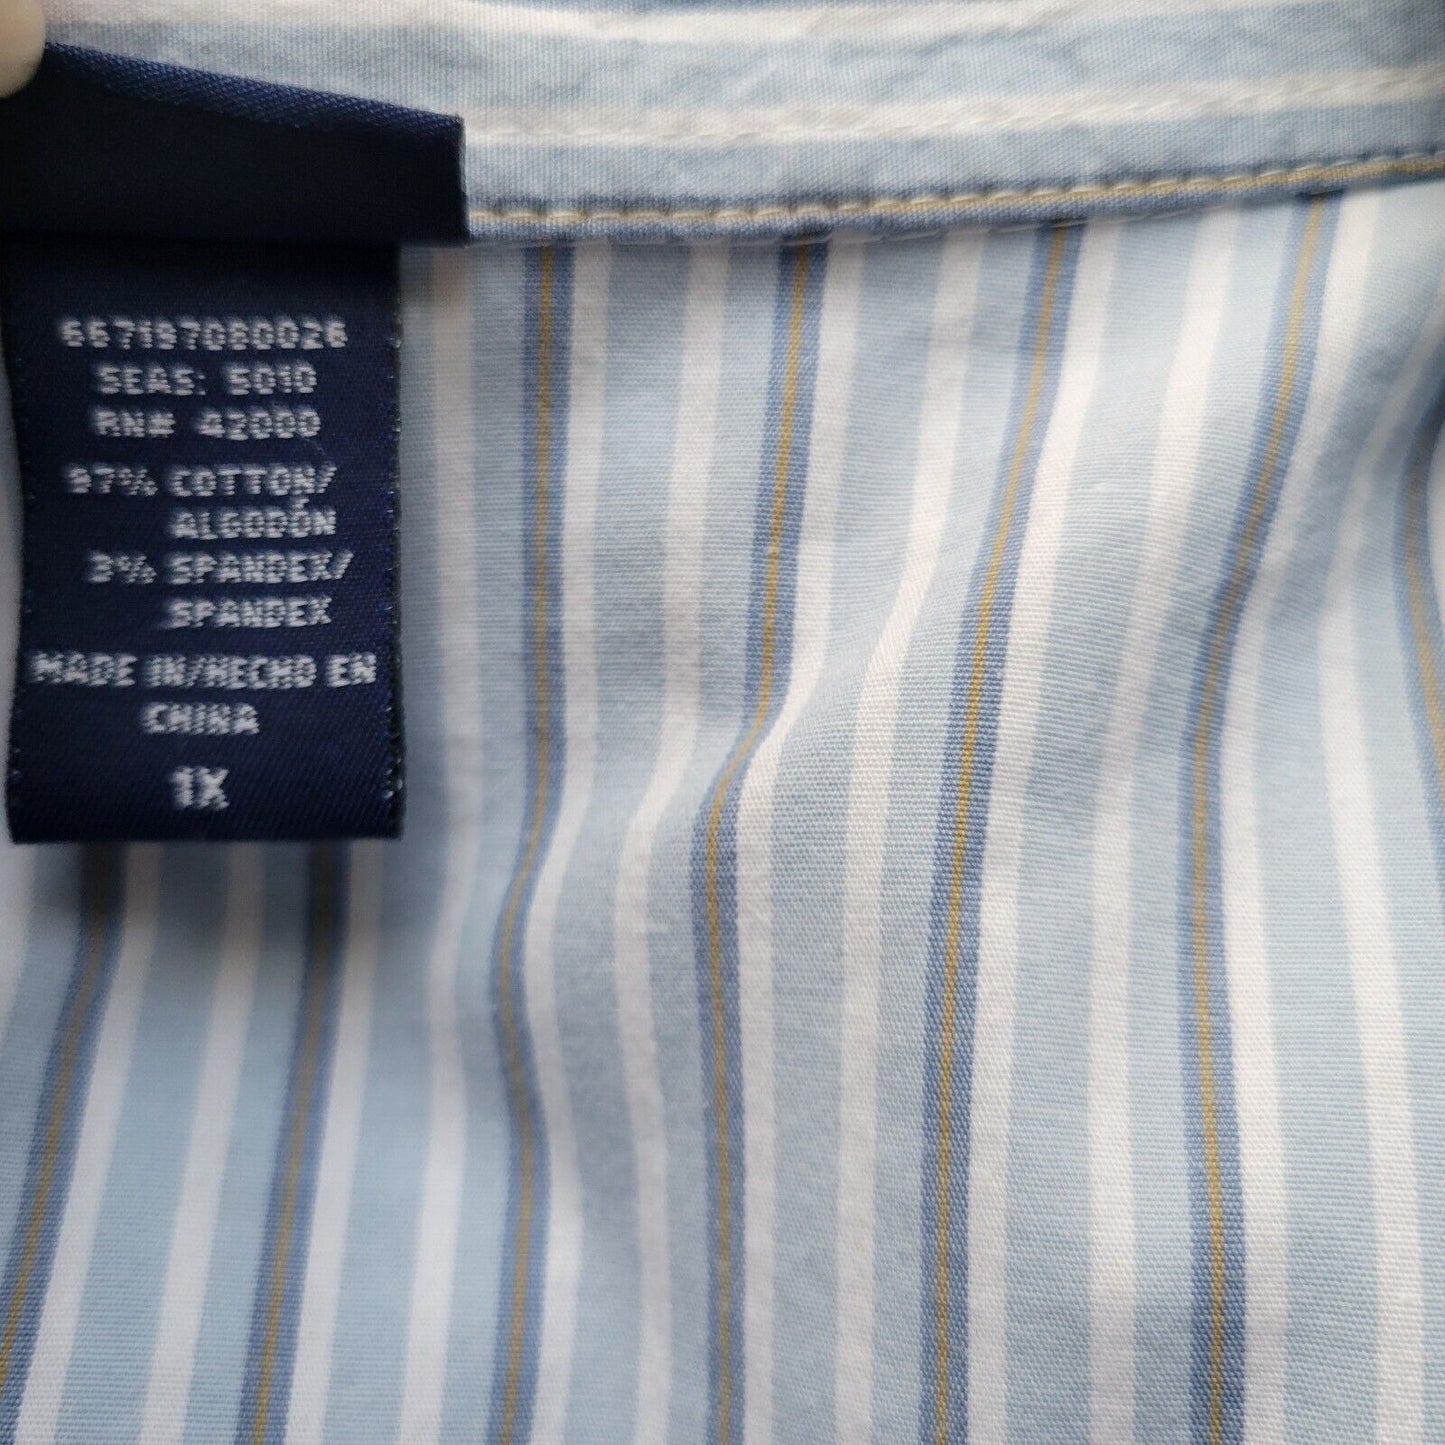 667197080026
SEAS: 5010
RN# 42000
97% COTTON/
ALGODÓN
3% SPANDEX/
SPANDEX
MADE IN/HECHO EN
CHINA
1X